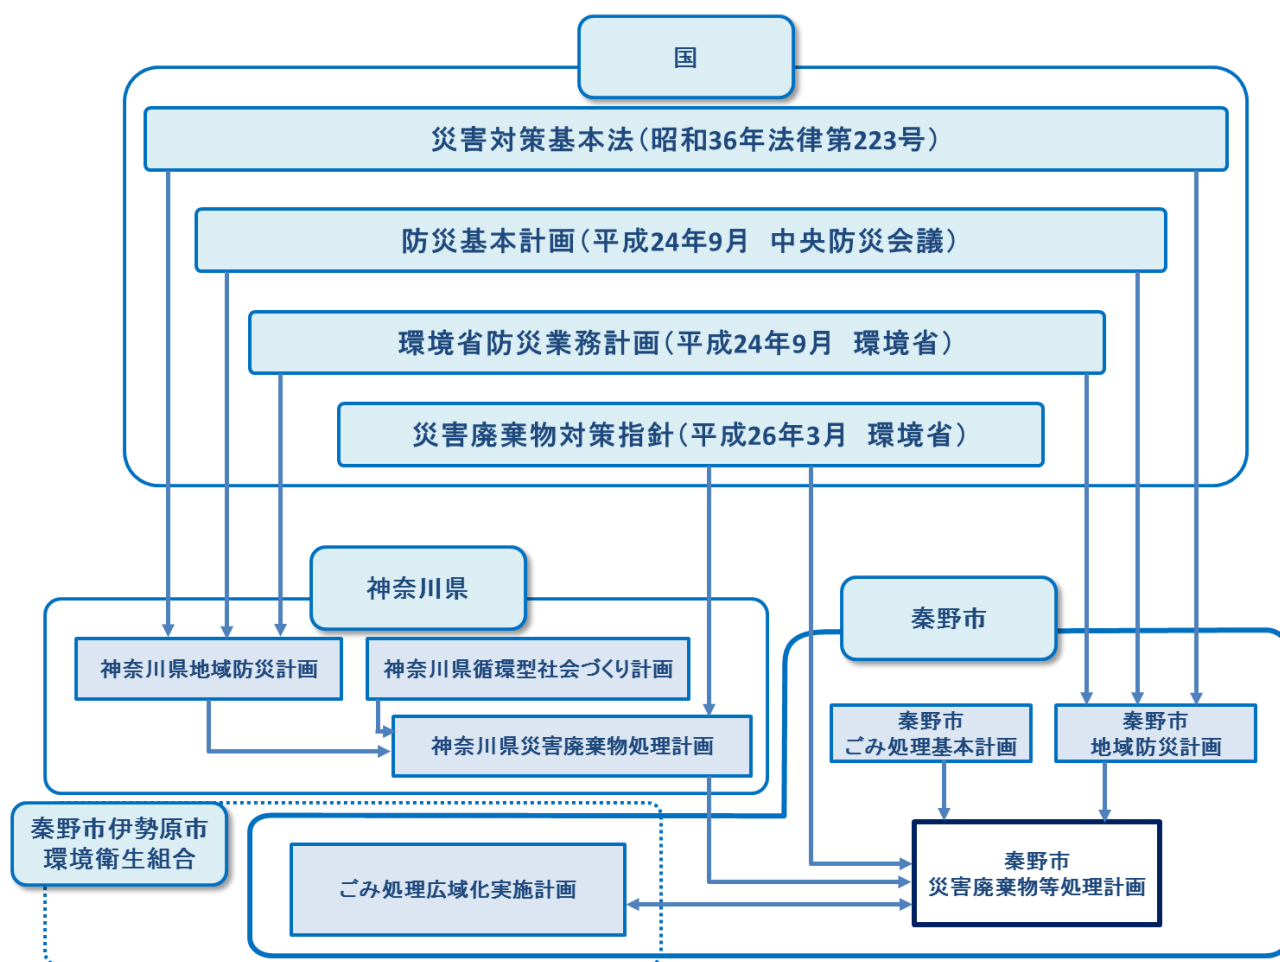 国
災害対策基本法（昭和36年法律第223号）
防災基本計画（平成24年9月　中央防災会議）
環境省防災業務計画（平成24年9月　環境省）
災害廃棄物対策指針（平成26年3月　環境省）
神奈川県
秦野市
神奈川県地域防災計画
神奈川県循環型社会づくり計画
神奈川県災害廃棄物処理計画
秦野市
ごみ処理基本計画
秦野市
地域防災計画
秦野市伊勢原市
環境衛生組合
ごみ処理広域化実施計画
秦野市
災害廃棄物等処理計画